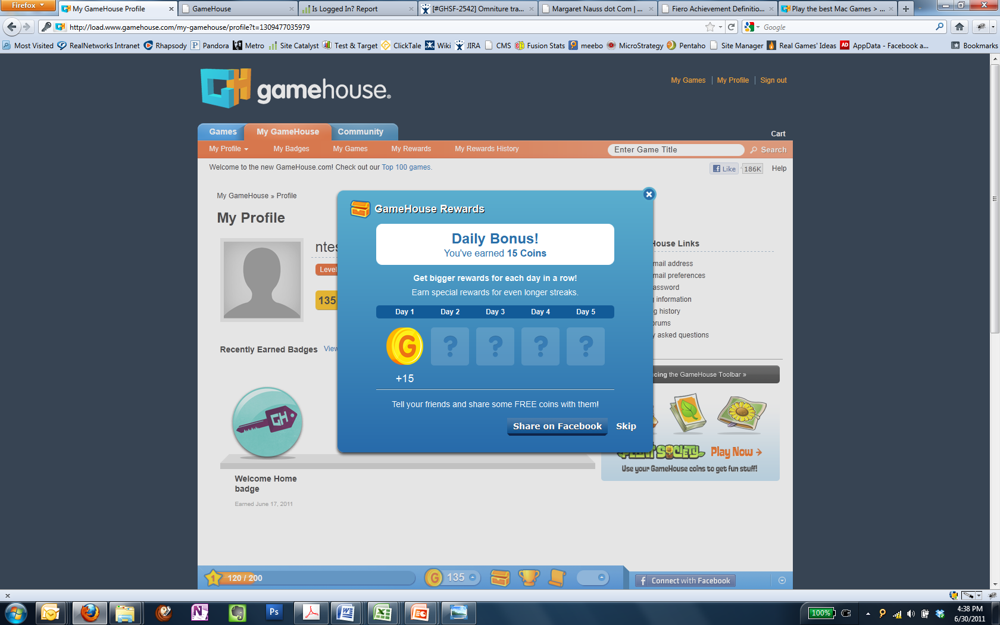 Firefox
My GameHouse Profile
GameHouse
Is Logged In? Report
[#GHSF-2542] Omniture tra...
Margaret Nauss dot Com | ...
Fiero Achievement Definitio...
Play the best Mac Games > ...
http://load.www.gamehouse.com/my-gamehouse/profile?t=1309477035979
Google
Most Visited
RealNetworks Intranet
Rhapsody
Pandora
Metro
Site Catalyst
Test & Target
ClickTale
Wiki
JIRA
CMS
Fusion Stats
meebo
MicroStrategy
Pentaho
Site Manager
Real Games' Ideas
AppData - Facebook a...
Bookmarks
GH gamehouse.
My Games | My Profile | Sign out
Games
My GameHouse
Community
Cart
My Profile
My Badges
My Games
My Rewards
My Rewards History
Enter Game Title
Search
Welcome to the new GameHouse.com! Check out our Top 100 games.
Like
186K
Help
My GameHouse » Profile
My Profile
ntes
Level
135
Recently Earned Badges
View
GH
Welcome Home
badge
Earned June 17, 2011
GameHouse Rewards
Daily Bonus!
You've earned 15 Coins
Get bigger rewards for each day in a row!
Earn special rewards for even longer streaks.
Day 1
Day 2
Day 3
Day 4
Day 5
G
?
?
?
?
+15
Tell your friends and share some FREE coins with them!
Share on Facebook
Skip
House Links
mail address
mail preferences
assword
g information
g history
orums
y asked questions
cing the GameHouse Toolbar »
Play Now
Use your GameHouse coins to get fun stuff!
1
120 / 200
G
135
Connect with Facebook
Ps
100%
4:38 PM
6/30/2011